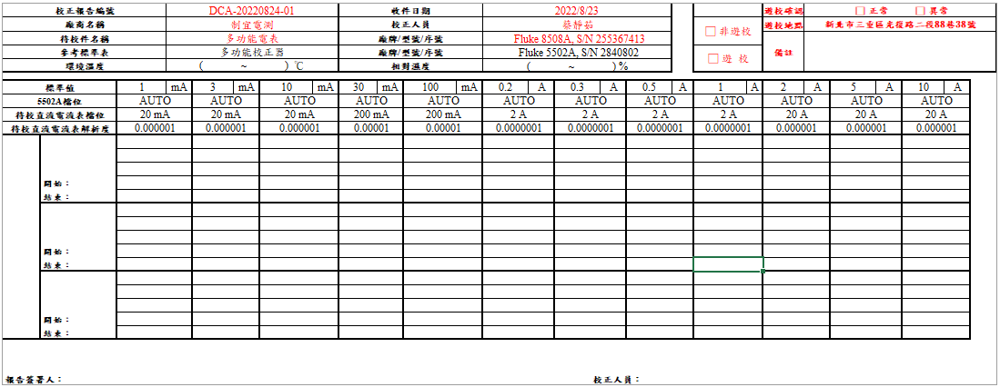 校正報告編號 DCA-20220824-01 收件日期 2022/8/23 遊校確認 □ 正常 □ 異常
廠商名稱 制宜電測 校正人員 蔡靜茹 □ 非遊校 遊校地點 新北市三重區光復路二段88巷38號
待校件名稱 多功能電表 廠牌/型號/序號 Fluke 8508A, S/N 255367413
參考標準表 多功能校正器 廠牌/型號/序號 Fluke 5502A, S/N 2840802 □ 遊 校 備註
環境溫度 ( ~ ) ℃ 相對濕度 ( ~ ) %
標準值 1 mA 3 mA 10 mA 30 mA 100 mA 0.2 A 0.3 A 0.5 A 1 A 2 A 5 A 10 A
5502A檔位 AUTO AUTO AUTO AUTO AUTO AUTO AUTO AUTO AUTO AUTO AUTO AUTO
待校直流電流表檔位 20 mA 20 mA 20 mA 200 mA 200 mA 2 A 2 A 2 A 2 A 20 A 20 A 20 A
待校直流電流表解析度 0.000001 0.000001 0.000001 0.00001 0.00001 0.0000001 0.0000001 0.0000001 0.0000001 0.000001 0.000001 0.000001
開始：
結束：
開始：
結束：
開始：
結束：
報告簽署人： 校正人員：